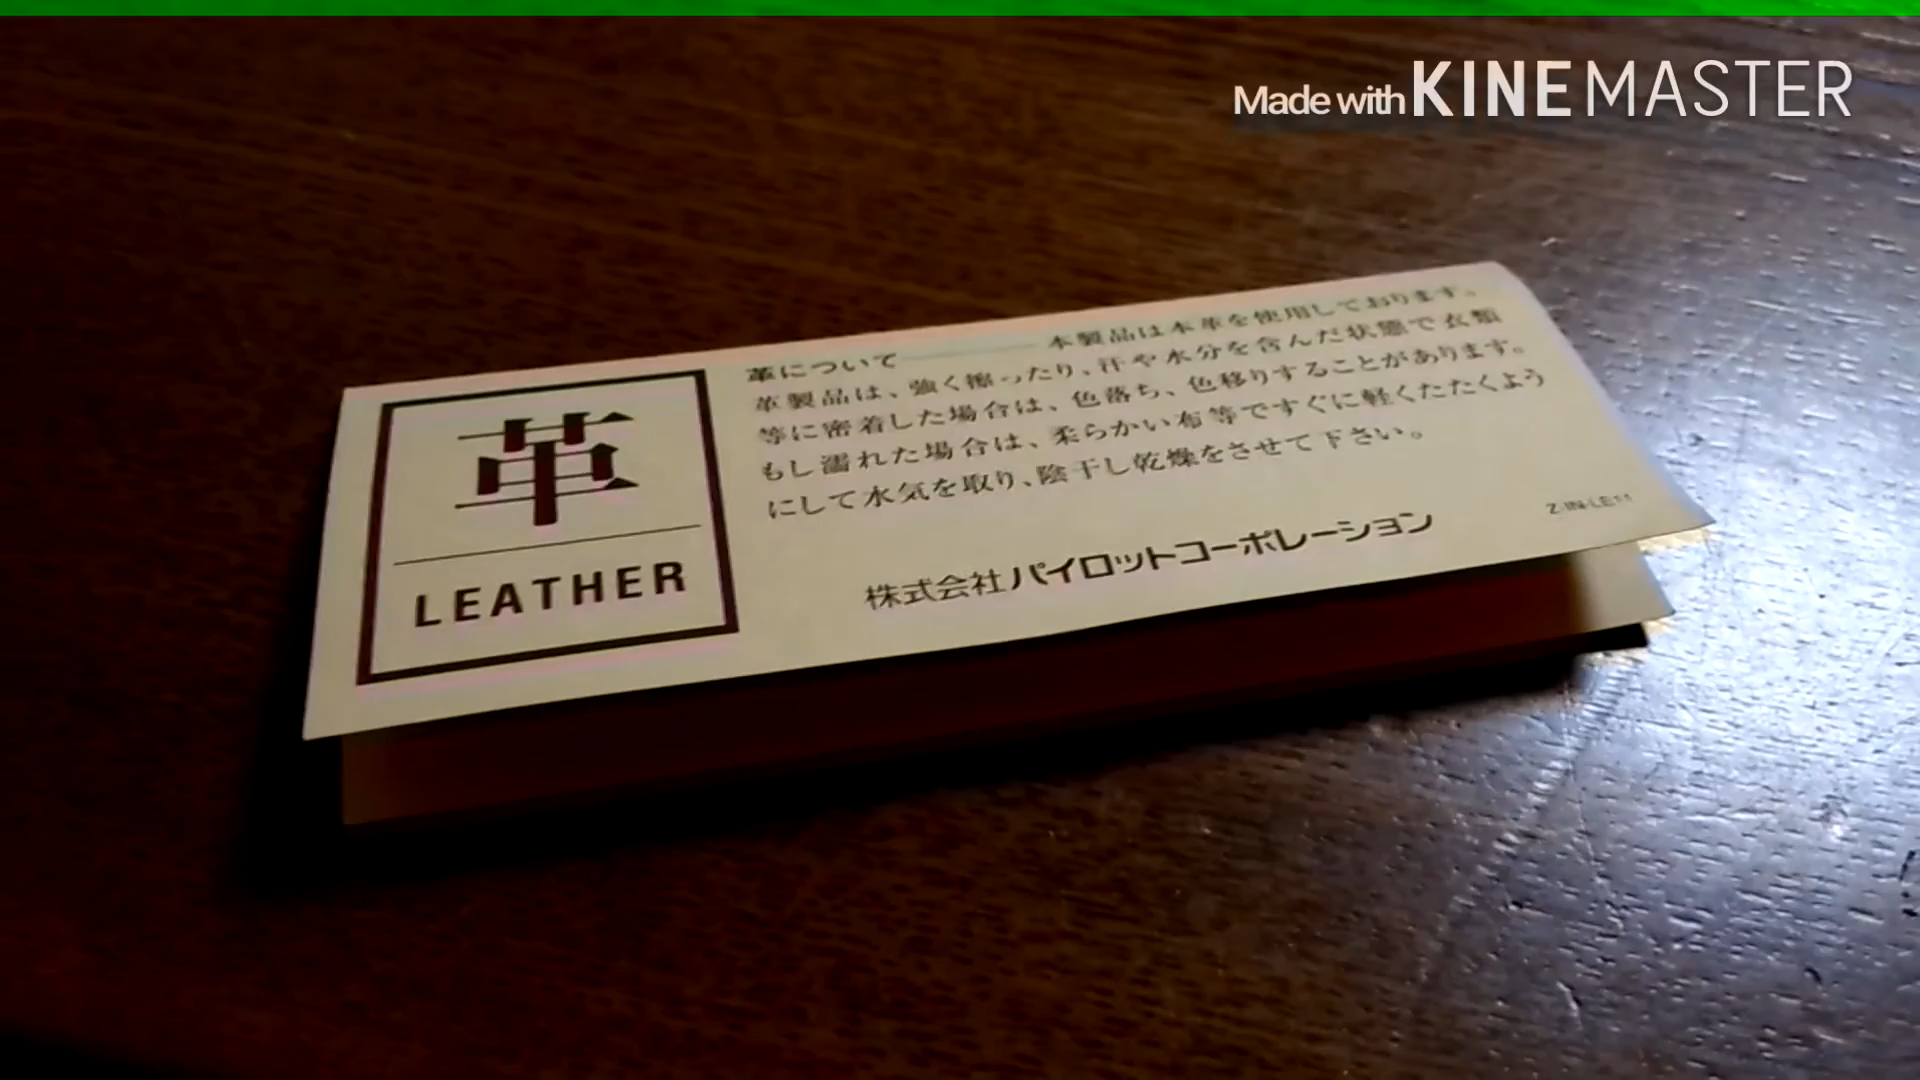 Made with KINEMASTER
革
LEATHER
革について――――本製品は本革を使用しております。
革製品は、強く擦ったり、汗や水分を含んだ状態で衣類
等に密着した場合は、色落ち、色移りすることがあります。
もし濡れた場合は、柔らかい布等ですぐに軽くたたくよう
にして水気を取り、陰干し乾燥をさせて下さい。
株式会社パイロットコーポレーション
Z-IN-LE11